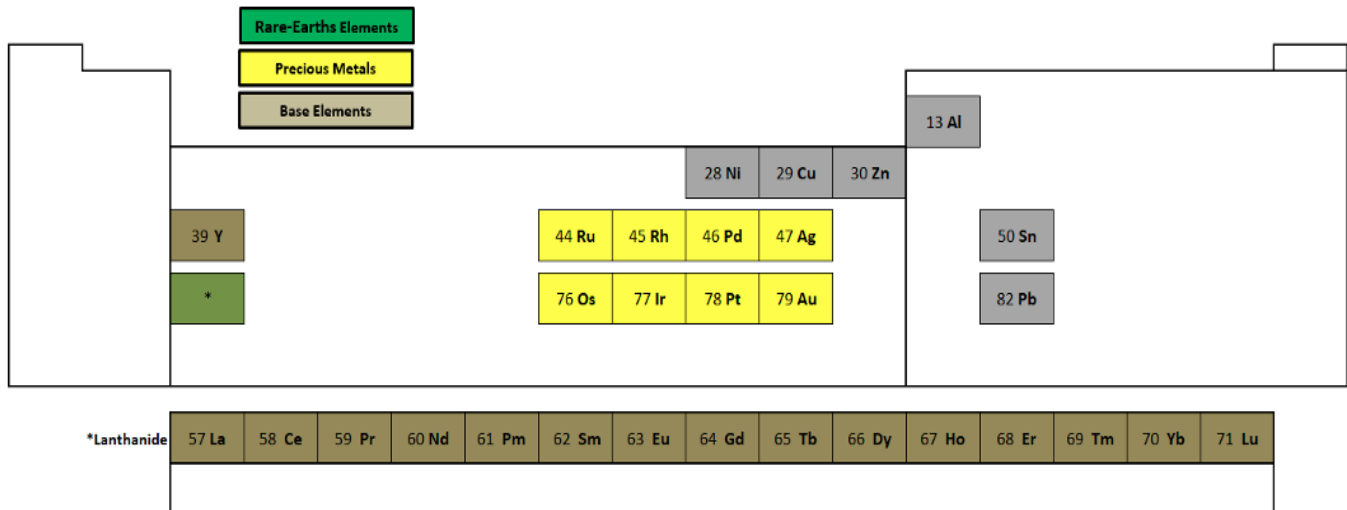 Rare-Earths Elements
Precious Metals
Base Elements
13 Al
28 Ni 29 Cu 30 Zn
39 Y 44 Ru 45 Rh 46 Pd 47 Ag 50 Sn
* 76 Os 77 Ir 78 Pt 79 Au 82 Pb
*Lanthanide 57 La 58 Ce 59 Pr 60 Nd 61 Pm 62 Sm 63 Eu 64 Gd 65 Tb 66 Dy 67 Ho 68 Er 69 Tm 70 Yb 71 Lu